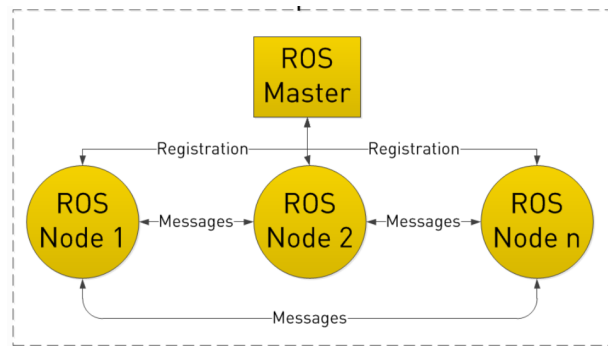 ROS
Master
Registration
Registration
ROS
Node 1
Messages
ROS
Node 2
Messages
ROS
Node n
Messages